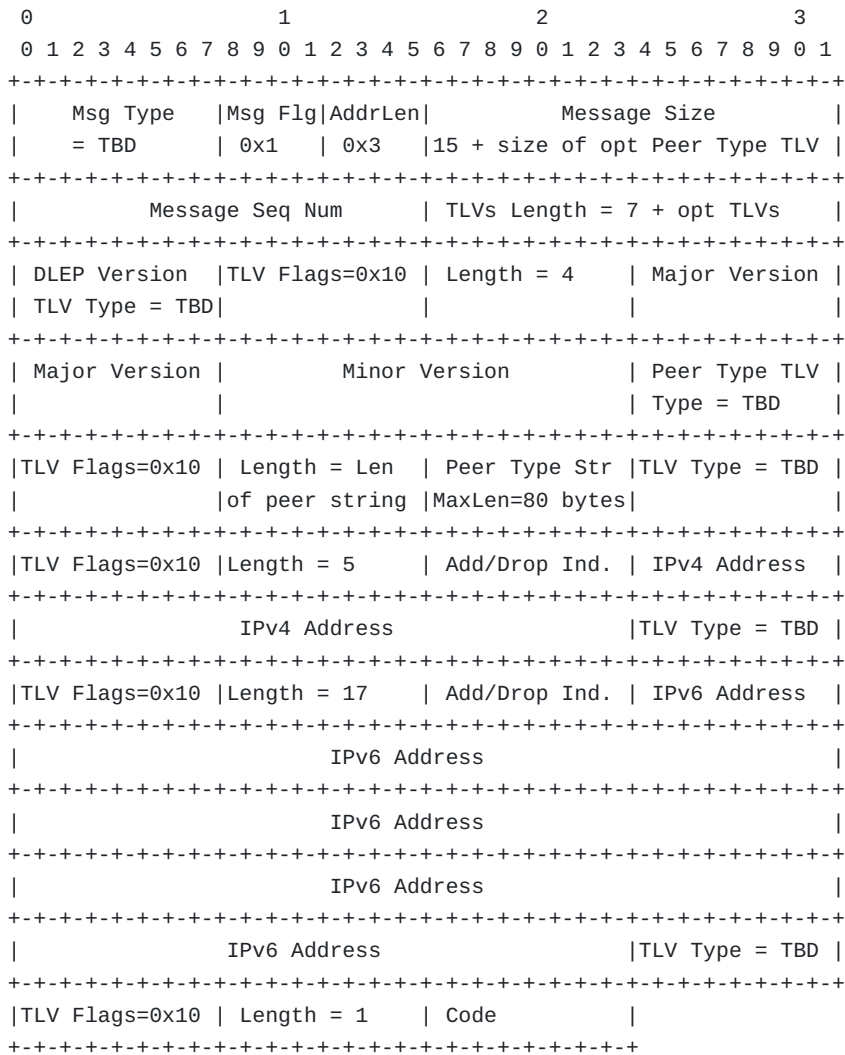 0                   1                   2                   3
 0 1 2 3 4 5 6 7 8 9 0 1 2 3 4 5 6 7 8 9 0 1 2 3 4 5 6 7 8 9 0 1
+-+-+-+-+-+-+-+-+-+-+-+-+-+-+-+-+-+-+-+-+-+-+-+-+-+-+-+-+-+-+-+-+
|    Msg Type   |Msg Flg|AddrLen|          Message Size         |
|    = TBD      | 0x1   | 0x3   |15 + size of opt Peer Type TLV |
+-+-+-+-+-+-+-+-+-+-+-+-+-+-+-+-+-+-+-+-+-+-+-+-+-+-+-+-+-+-+-+-+
|          Message Seq Num      | TLVs Length = 7 + opt TLVs    |
+-+-+-+-+-+-+-+-+-+-+-+-+-+-+-+-+-+-+-+-+-+-+-+-+-+-+-+-+-+-+-+-+
| DLEP Version  |TLV Flags=0x10 | Length = 4    | Major Version |
| TLV Type = TBD|               |               |               |
+-+-+-+-+-+-+-+-+-+-+-+-+-+-+-+-+-+-+-+-+-+-+-+-+-+-+-+-+-+-+-+-+
| Major Version |         Minor Version         | Peer Type TLV |
|               |                               | Type = TBD    |
+-+-+-+-+-+-+-+-+-+-+-+-+-+-+-+-+-+-+-+-+-+-+-+-+-+-+-+-+-+-+-+-+
|TLV Flags=0x10 | Length = Len  | Peer Type Str |TLV Type = TBD |
|               |of peer string |MaxLen=80 bytes|               |
+-+-+-+-+-+-+-+-+-+-+-+-+-+-+-+-+-+-+-+-+-+-+-+-+-+-+-+-+-+-+-+-+
|TLV Flags=0x10 |Length = 5     | Add/Drop Ind. | IPv4 Address  |
+-+-+-+-+-+-+-+-+-+-+-+-+-+-+-+-+-+-+-+-+-+-+-+-+-+-+-+-+-+-+-+-+
|                 IPv4 Address                  |TLV Type = TBD |
+-+-+-+-+-+-+-+-+-+-+-+-+-+-+-+-+-+-+-+-+-+-+-+-+-+-+-+-+-+-+-+-+
|TLV Flags=0x10 |Length = 17    | Add/Drop Ind. | IPv6 Address  |
+-+-+-+-+-+-+-+-+-+-+-+-+-+-+-+-+-+-+-+-+-+-+-+-+-+-+-+-+-+-+-+-+
|                        IPv6 Address                           |
+-+-+-+-+-+-+-+-+-+-+-+-+-+-+-+-+-+-+-+-+-+-+-+-+-+-+-+-+-+-+-+-+
|                        IPv6 Address                           |
+-+-+-+-+-+-+-+-+-+-+-+-+-+-+-+-+-+-+-+-+-+-+-+-+-+-+-+-+-+-+-+-+
|                        IPv6 Address                           |
+-+-+-+-+-+-+-+-+-+-+-+-+-+-+-+-+-+-+-+-+-+-+-+-+-+-+-+-+-+-+-+-+
|                IPv6 Address                   |TLV Type = TBD |
+-+-+-+-+-+-+-+-+-+-+-+-+-+-+-+-+-+-+-+-+-+-+-+-+-+-+-+-+-+-+-+-+
|TLV Flags=0x10 | Length = 1    | Code          |
+-+-+-+-+-+-+-+-+-+-+-+-+-+-+-+-+-+-+-+-+-+-+-+-+